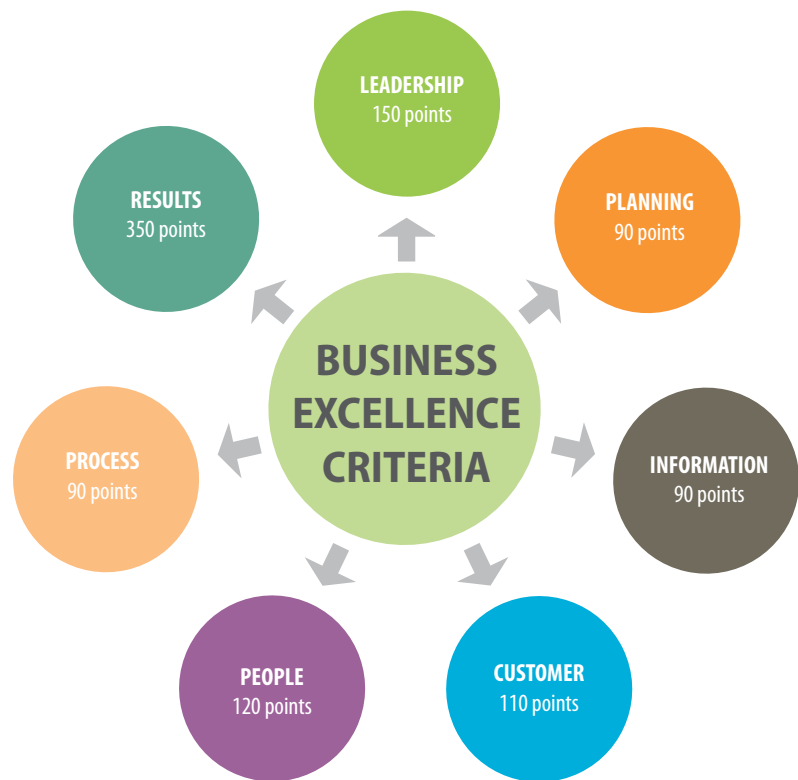 LEADERSHIP
150 points
RESULTS
350 points
PLANNING
90 points
BUSINESS
EXCELLENCE
CRITERIA
PROCESS
90 points
INFORMATION
90 points
PEOPLE
120 points
CUSTOMER
110 points